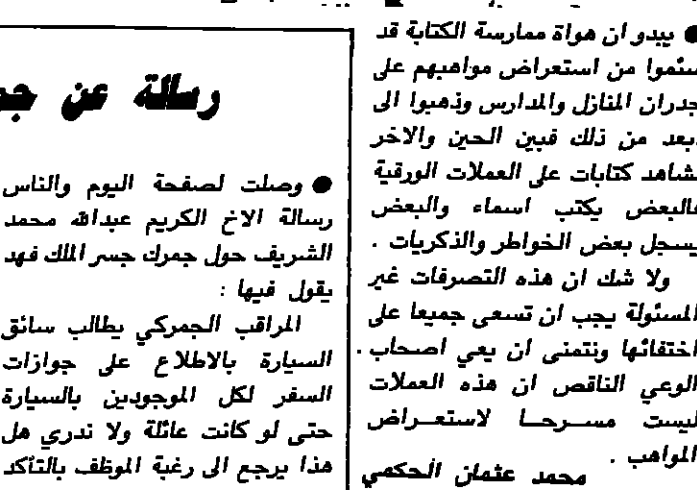 ● يبدو ان هواة ممارسة الكتابة قد
سئموا من استعراض مواهبهم على
جدران المنازل والمدارس وذهبوا الى
ابعد من ذلك فبين الحين والاخر
نشاهد كتابات على العملات الورقية
فالبعض يكتب اسماء والبعض
يسجل بعض الخواطر والذكريات .
ولا شك ان هذه التصرفات غير
المسئولة يجب ان تسعى جميعا على
اختفائها ونتمنى ان يعي اصحاب
الوعي الناقص ان هذه العملات
ليست مسرحا لاستعراض
المواهب .
محمد عثمان الحكمي
رسالة عن
● وصلت لصفحة اليوم والناس
رسالة الاخ الكريم عبدالله محمد
الشريف حول جمرك جسر الملك فهد
يقول فيها :
المراقب الجمركي يطالب سائق
السيارة بالاطلاع على جوازات
السفر لكل الموجودين بالسيارة
حتى لو كانت عائلة ولا ندري هل
هذا يرجع الى رغبة الموظف بالتأكد